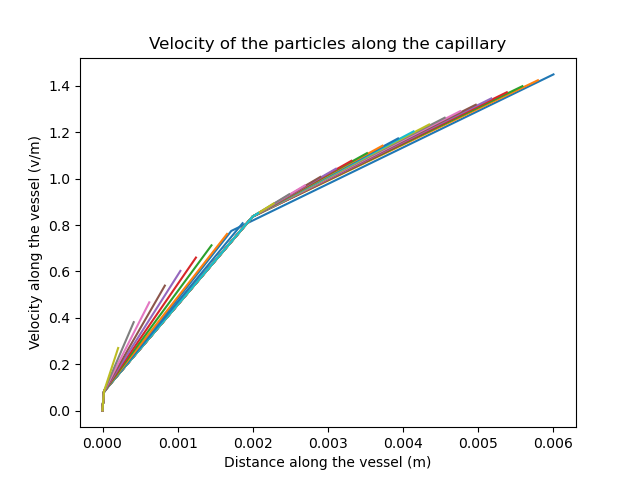 Velocity of the particles along the capillary
Velocity along the vessel (v/m)
1.4
1.2
1.0
0.8
0.6
0.4
0.2
0.0
0.000 0.001 0.002 0.003 0.004 0.005 0.006
Distance along the vessel (m)